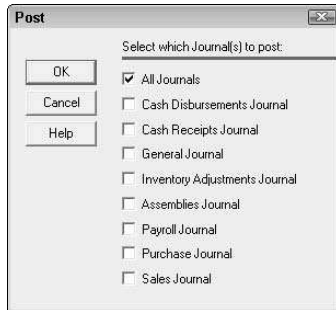 Post
Select which Journal(s) to post:
OK
Cancel
Help
All Journals
Cash Disbursements Journal
Cash Receipts Journal
General Journal
Inventory Adjustments Journal
Assemblies Journal
Payroll Journal
Purchase Journal
Sales Journal